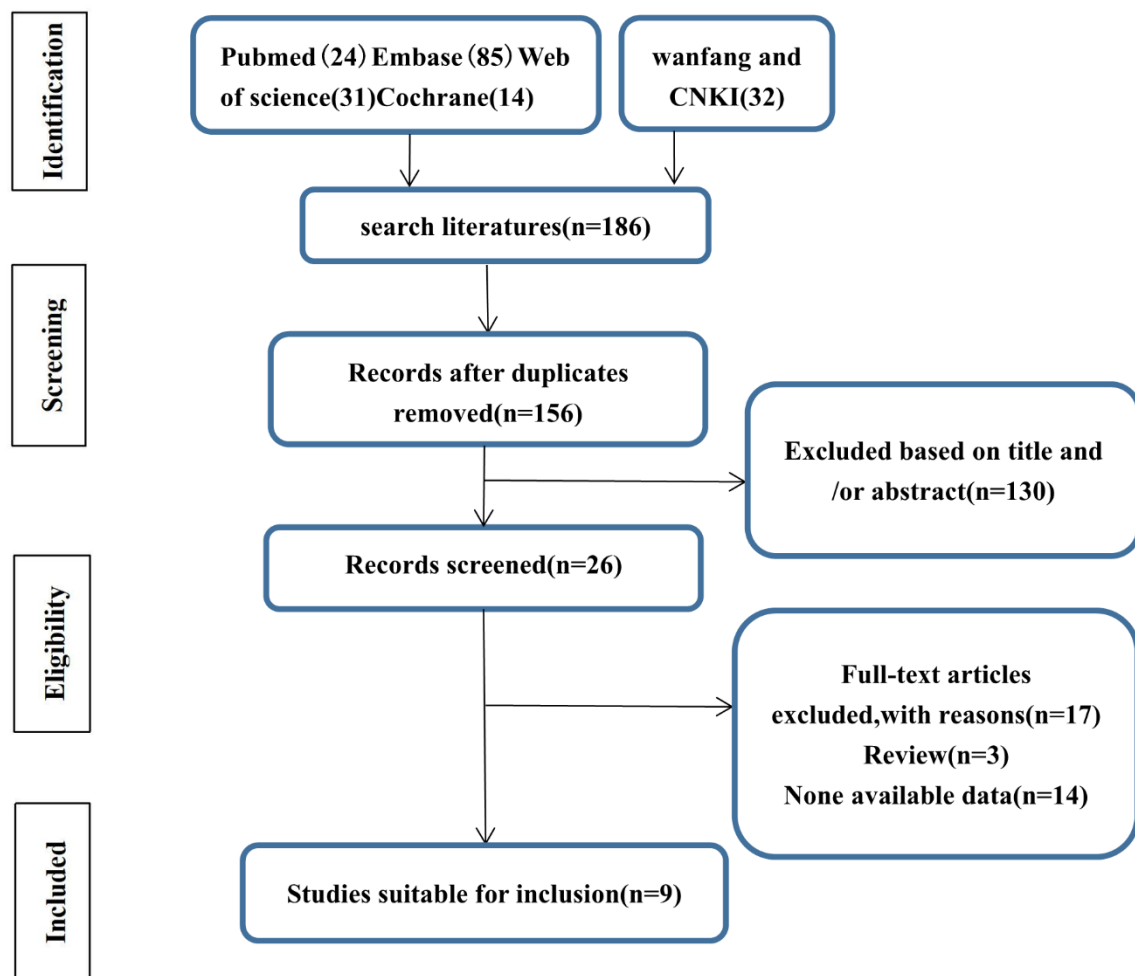 Identification
Pubmed（24）Embase（85）Web
of science(31)Cochrane(14)
wanfang and
CNKI(32)
search literatures(n=186)
Screening
Records after duplicates
removed(n=156)
Excluded based on title and
/or abstract(n=130)
Eligibility
Records screened(n=26)
Full-text articles
excluded,with reasons(n=17)
Review(n=3)
None available data(n=14)
Included
Studies suitable for inclusion(n=9)